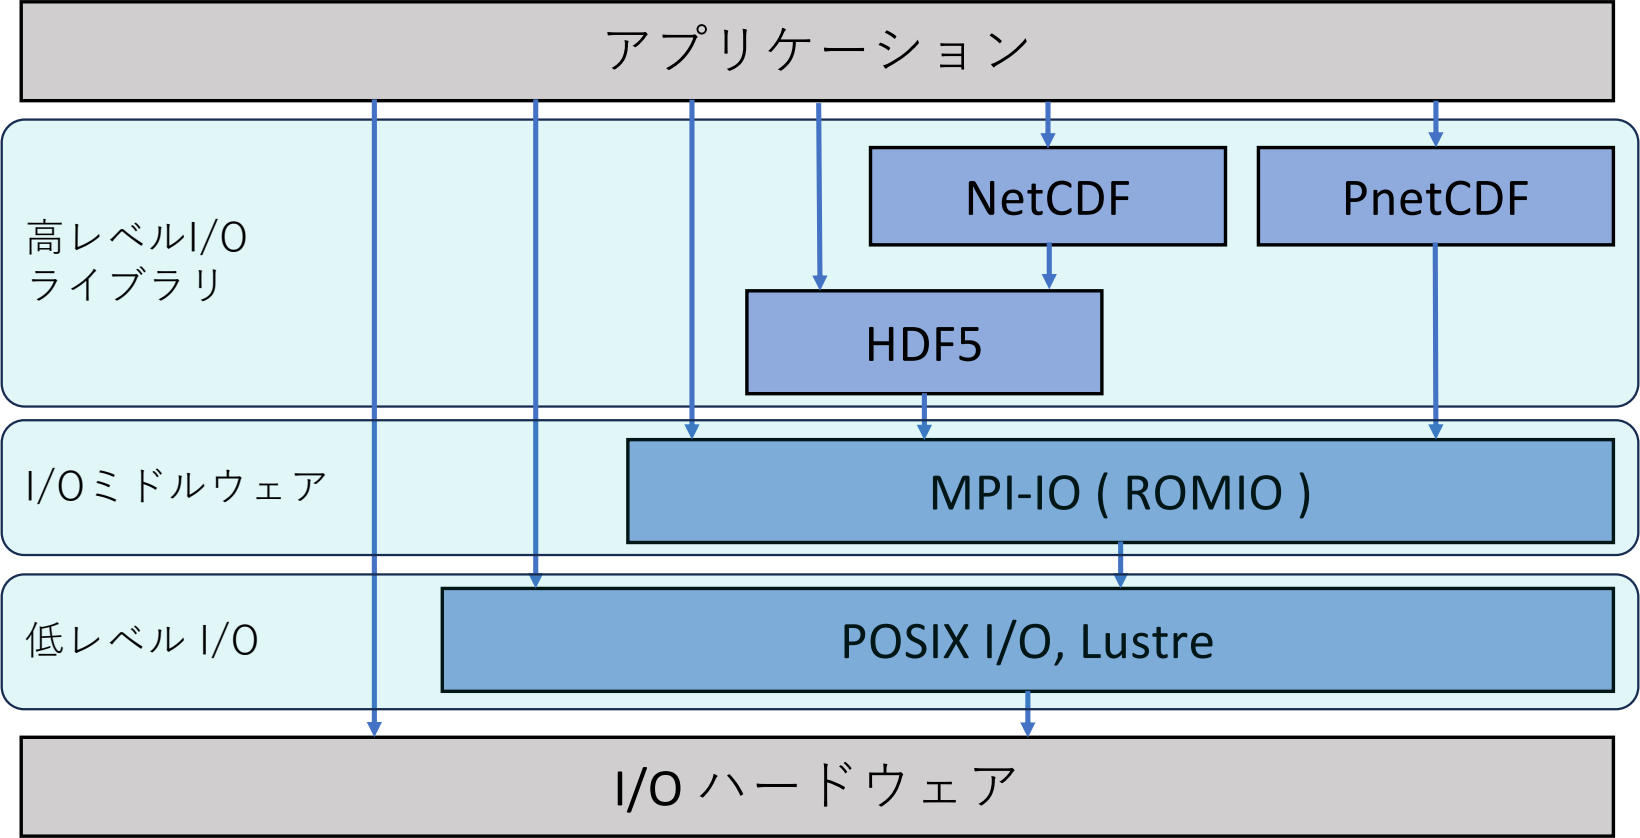 アプリケーション
NetCDF
PnetCDF
高レベルI/O
ライブラリ
HDF5
I/Oミドルウェア
MPI-IO ( ROMIO )
低レベル I/O
POSIX I/O, Lustre
I/O ハードウェア